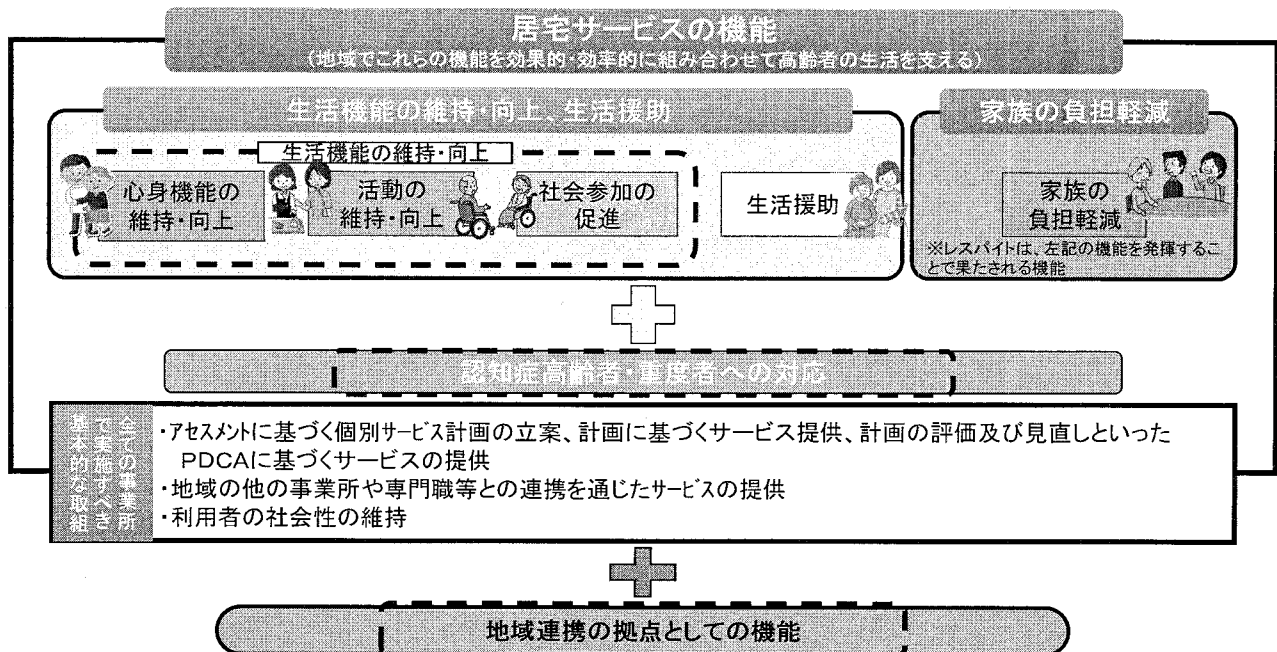 居宅サービスの機能
(地域でこれらの機能を効果的・効率的に組み合わせて高齢者の生活を支える)
生活機能の維持・向上、生活援助
家族の負担軽減
生活機能の維持・向上
心身機能の
維持・向上
活動の
維持・向上
社会参加の
促進
生活援助
家族の
負担軽減
※レスパイトは、左記の機能を発揮するこ
とで果たされる機能
認知症高齢者・重度者への対応
全ての事業所
で実施すべき
基本的な取組
・アセスメントに基づく個別サービス計画の立案、計画に基づくサービス提供、計画の評価及び見直しといった
PDCAに基づくサービスの提供
・地域の他の事業所や専門職等との連携を通じたサービスの提供
・利用者の社会性の維持
地域連携の拠点としての機能